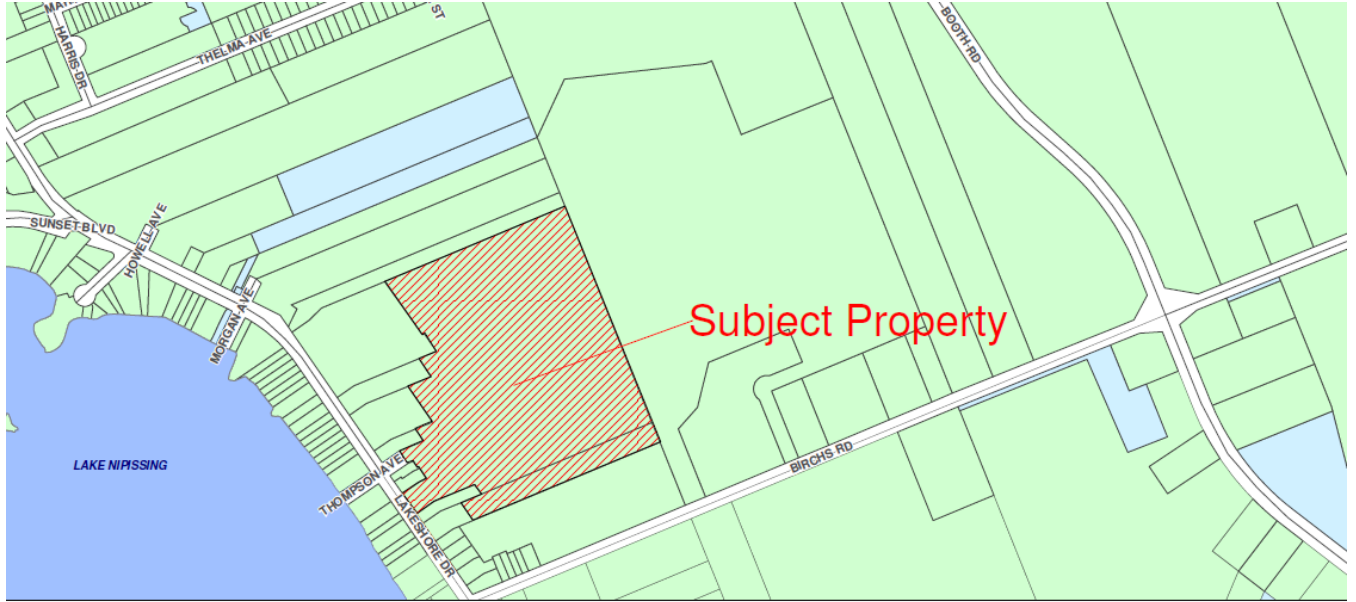 HARRIS DR
THELMA AVE
ST
BOOTH RD
SUNSET BLVD
HOWELL AVE
MORGAN AVE
Subject Property
LAKE NIPISSING
THOMPSON AVE
LAKESHORE DR
BIRCHS RD